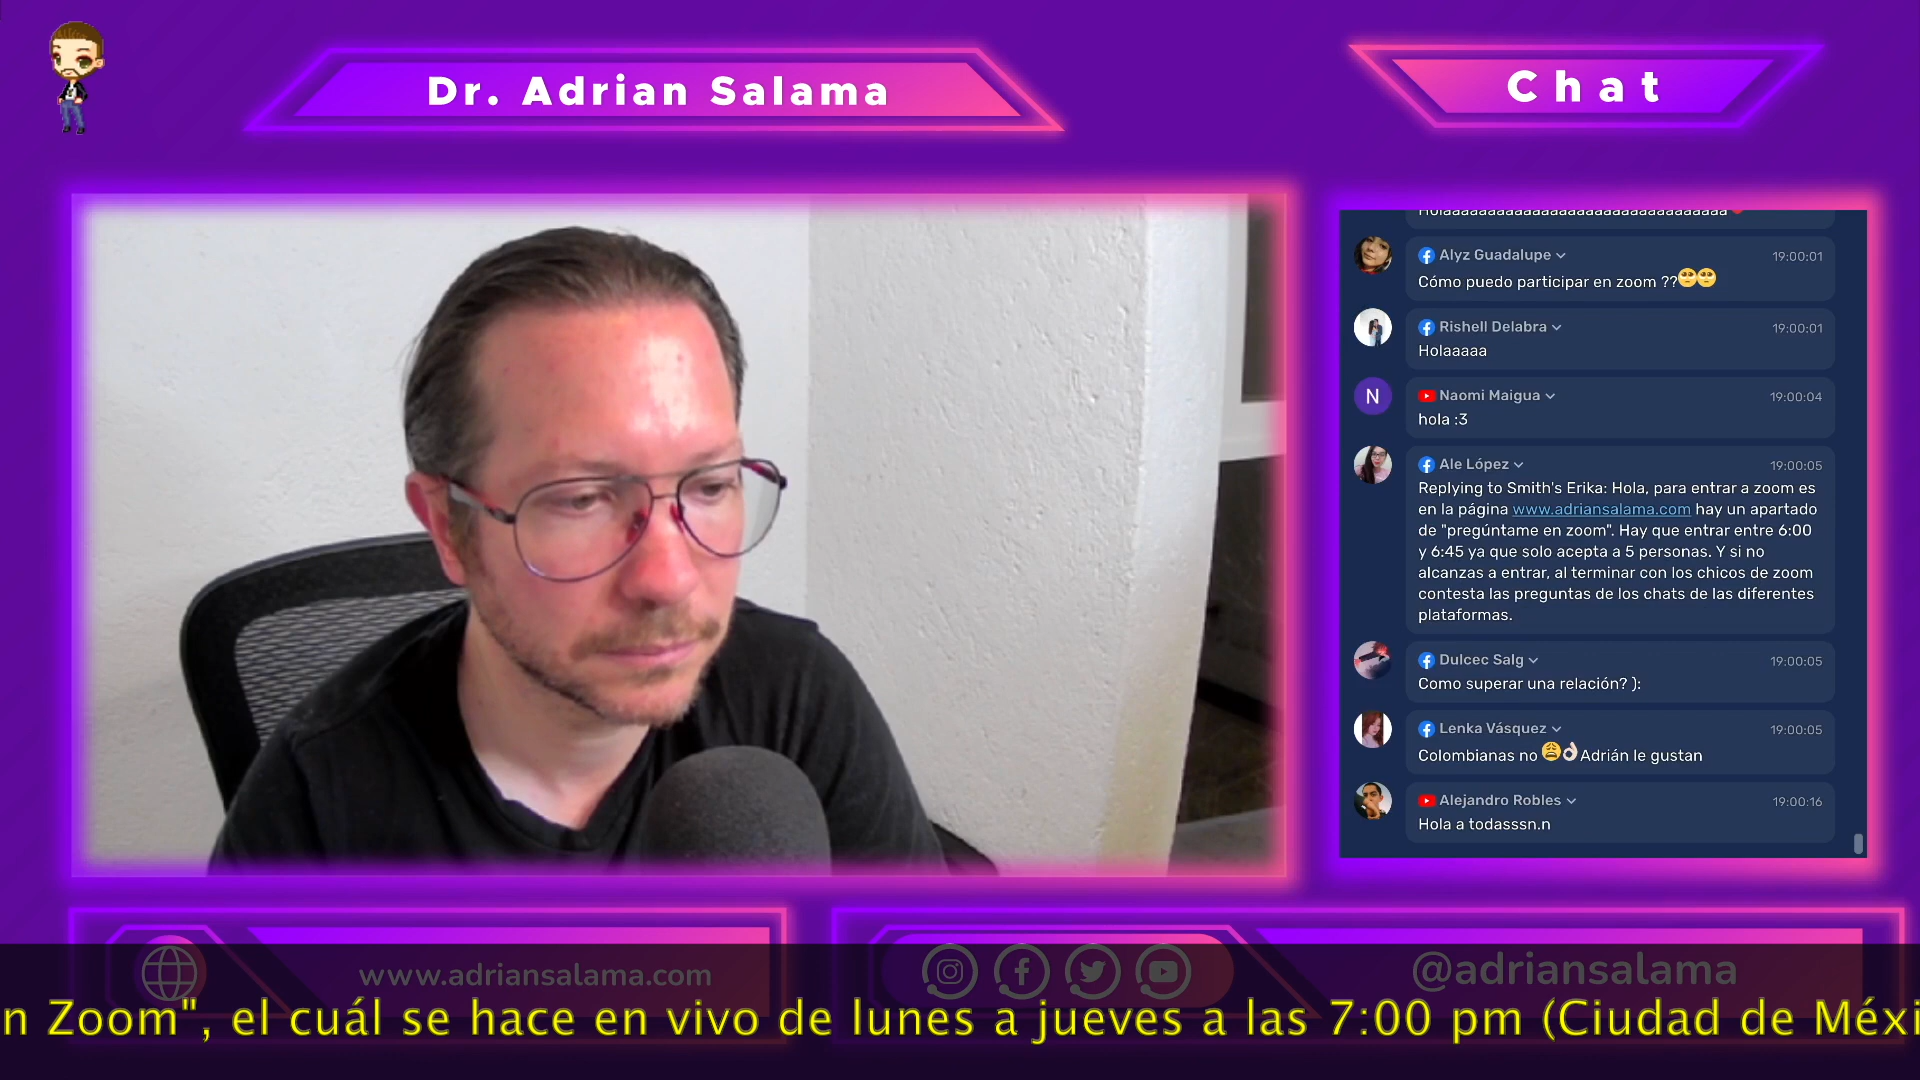 Dr. Adrian Salama
Chat
Alyz Guadalupe
19:00:01
Cómo puedo participar en zoom ??🥺🥺
Rishell Delabra
19:00:01
Holaaaaa
N
Naomi Maigua
19:00:04
hola :3
Ale López
19:00:05
Replying to Smith's Erika: Hola, para entrar a zoom es
en la página www.adriansalama.com hay un apartado
de "pregúntame en zoom". Hay que entrar entre 6:00
y 6:45 ya que solo acepta a 5 personas. Y si no
alcanzas a entrar, al terminar con los chicos de zoom
contesta las preguntas de los chats de las diferentes
plataformas.
Dulcec Salg
19:00:05
Como superar una relación? ):
Lenka Vásquez
19:00:05
Colombianas no 😩👌🏻Adrián le gustan
Alejandro Robles
19:00:16
Hola a todasssn.n
www.adriansalama.com
@adriansalama
n Zoom", el cuál se hace en vivo de lunes a jueves a las 7:00 pm (Ciudad de Méxi